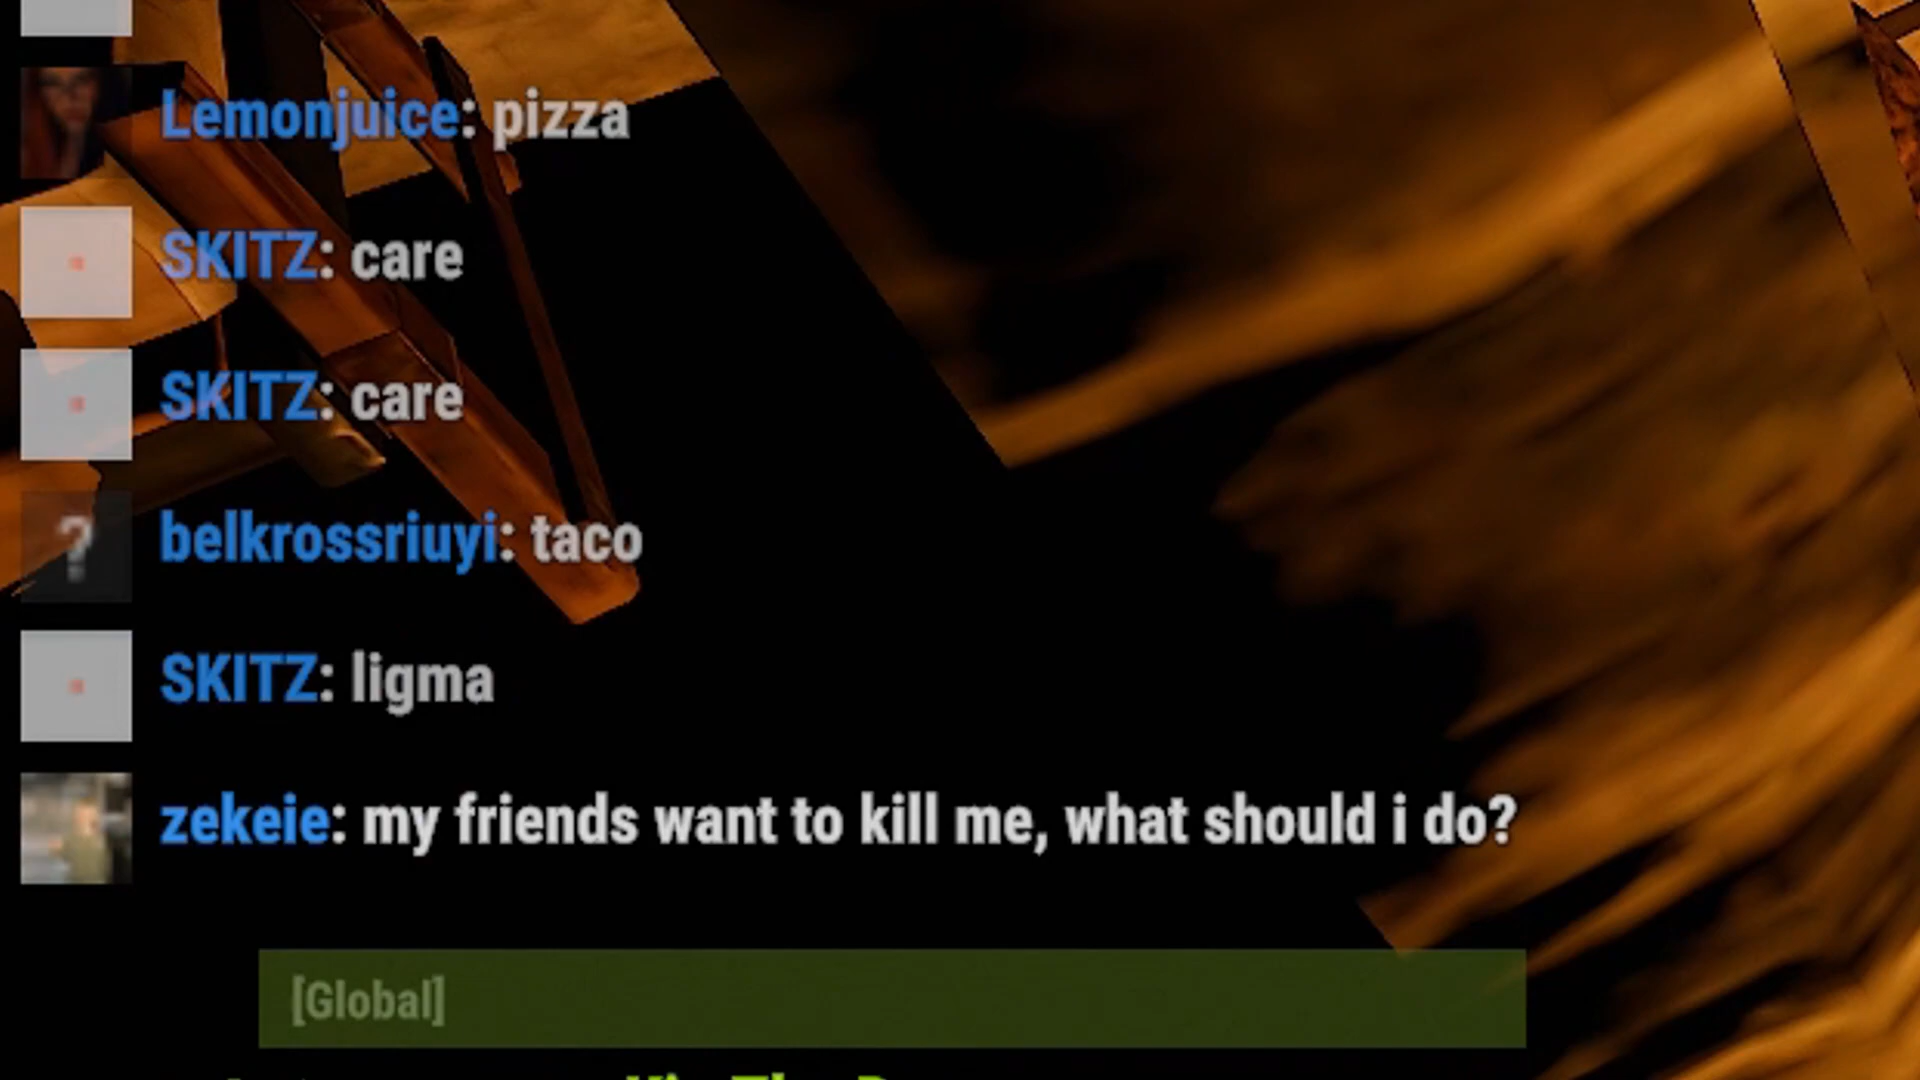 Lemonjuice: pizza
SKITZ: care
SKITZ: care
?
belkrossriuyi: taco
SKITZ: ligma
zekeie: my friends want to kill me, what should i do?
[Global]